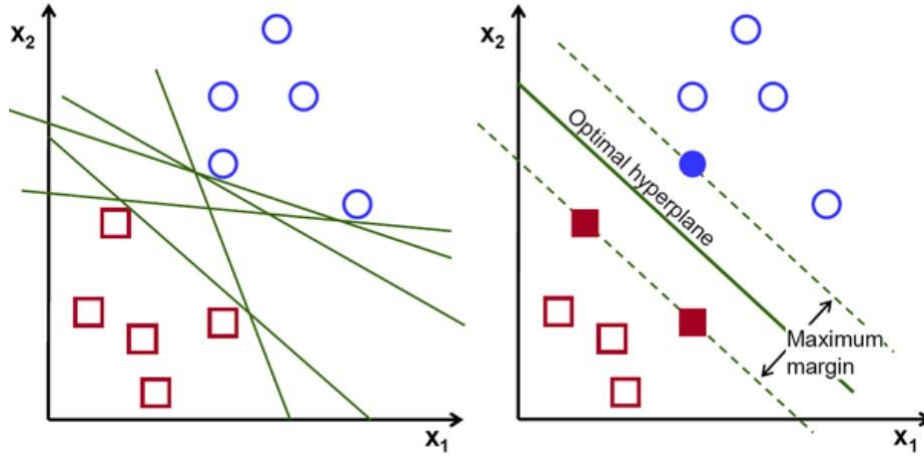 x₂
x₁
x₂
Optimal hyperplane
Maximum
margin
x₁